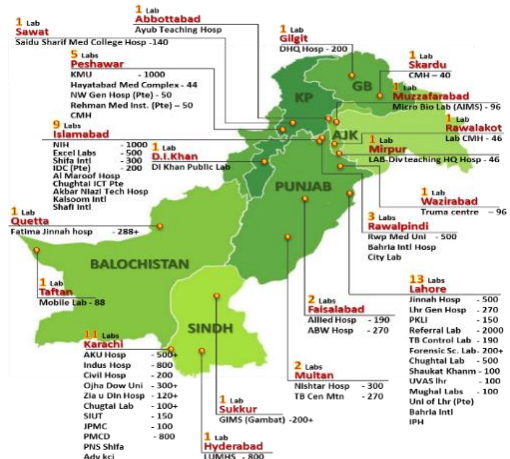 1 Lab
Sawat
Saidu Sharif Med College Hosp -140
1 Lab
Abbottabad
Ayub Teaching Hosp
5 Labs
Peshawar
KMU - 1000
Hayatabad Med Complex - 44
NW Gen Hosp (Pte) - 50
Rehman Med Inst. (Pte) – 50
CMH
9 Labs
Islamabad
NIH - 1000
Excel Labs - 500
Shifa Intl - 300
IDC (Pte) - 200
Al Maroof Hosp
Chughtai ICT Pte
Akbar Niazi Tech Hosp
Kalsoom Intl
Shafi Intl
1 Lab
D.I.Khan
DI Khan Public Lab
1 Lab
Gilgit
DHQ Hosp - 200
1 Labs
Skardu
CMH – 40
1 Labs
Muzzafarabad
Micro Bio Lab (AIMS) - 96
1 Labs
Rawalakot
Lab CMH - 46
1 Lab
Mirpur
LAB-Div teaching HQ Hosp - 46
1 Lab
Wazirabad
Truma centre – 96
3 Labs
Rawalpindi
Rwp Med Uni - 500
Bahria Intl Hosp
City Lab
KP
GB
AJK
PUNJAB
BALOCHISTAN
SINDH
1 Lab
Quetta
Fatima Jinnah hosp - 288+
1 Lab
Taftan
Mobile Lab - 88
11 Labs
Karachi
AKU Hosp - 500+
Indus Hosp - 800
Civil Hosp - 200
Ojha Dow Uni - 300+
Zia u Din Hosp - 120+
Chugtai Lab - 100+
SIUT - 150
JPMC - 100
PMCD - 800
PNS Shifa
Adv kci
1 Lab
Hyderabad
LUMHS - 800
1 Lab
Sukkur
GIMS (Gambat) -200+
2 Labs
Multan
Nishtar Hosp - 300
TB Cen Mtn - 270
2 Labs
Faisalabad
Allied Hosp - 190
ABW Hosp - 270
13 Labs
Lahore
Jinnah Hosp - 500
Lhr Gen Hosp - 270
PKLI - 150
Referral Lab - 2000
TB Control Lab - 190
Forensic Sc. Lab - 200+
Chughtai Lab - 500
Shaukat Khanm - 100
UVAS lhr - 100
Mughal Labs - 100
Uni of Lhr (Pte)
Bahria Intl
IPH